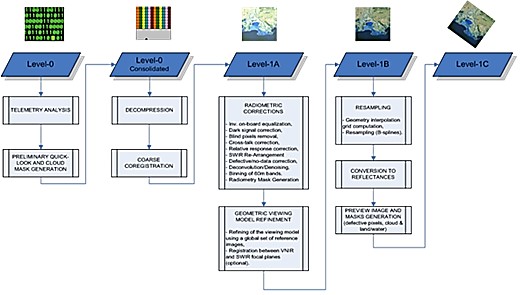 Level-0
TELEMETRY ANALYSIS
PRELIMINARY QUICK-
LOOK AND CLOUD
MASK GENERATION
Level-0
Consolidated
DECOMPRESSION
COARSE
COREGISTRATION
Level-1A
RADIOMETRIC
CORRECTIONS
- Inv. on-board equalization,
- Dark signal correction,
- Blind pixels removal,
- Cross-talk correction,
- Relative response correction,
- SWIR Re-Arrangement
- Defective/no-data correction,
- Deconvolution/Denoising,
- Binning of 60m bands,
- Radiometry Mask Generation
GEOMETRIC VIEWING
MODEL REFINEMENT
- Refining of the viewing model
using a global set of reference
images,
- Registration between VNIR
and SWIR focal planes
(optional).
Level-1B
RESAMPLING
- Geometry interpolation
grid computation,
- Resampling (B-splines).
CONVERSION TO
REFLECTANCES
PREVIEW IMAGE AND
MASKS GENERATION
(defective pixels, cloud &
land/water)
Level-1C